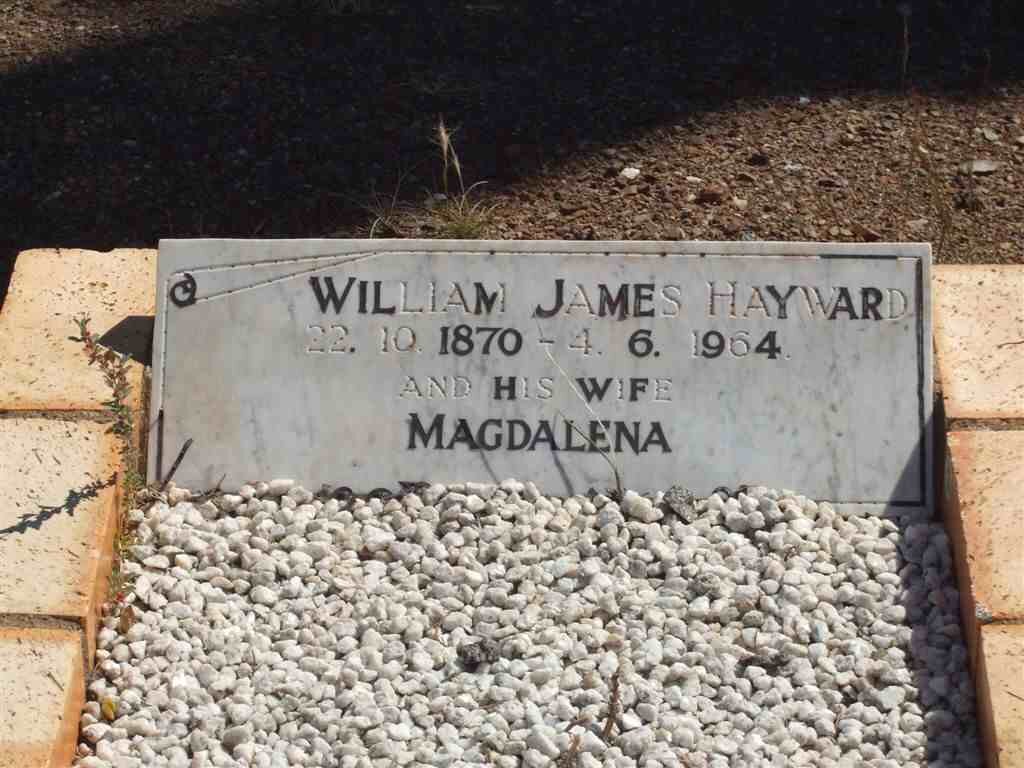 WILLIAM JAMES HAYWARD
22. 10. 1870 - 4. 6. 1964.
AND HIS WIFE
MAGDALENA